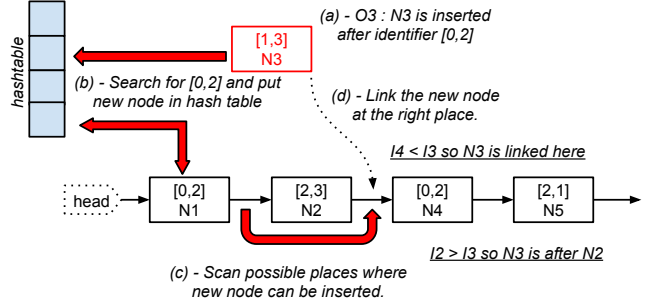 (a) - O3 : N3 is inserted
after identifier [0,2]
[1,3]
N3
hashtable
(b) - Search for [0,2] and put
new node in hash table
(d) - Link the new node
at the right place.
I4 < I3 so N3 is linked here
head
[0,2]
N1
[2,3]
N2
[0,2]
N4
[2,1]
N5
I2 > I3 so N3 is after N2
(c) - Scan possible places where
new node can be inserted.